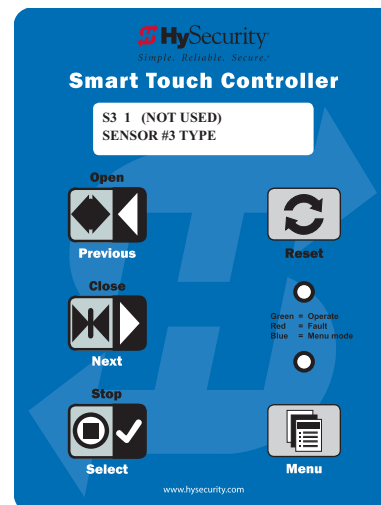 HySecurity
Simple. Reliable. Secure.
Smart Touch Controller
S3 1 (NOT USED)
SENSOR #3 TYPE
Open
Previous
Reset
Close
Next
Green = Operate
Red = Fault
Blue = Menu mode
Stop
Select
Menu
www.hysecurity.com